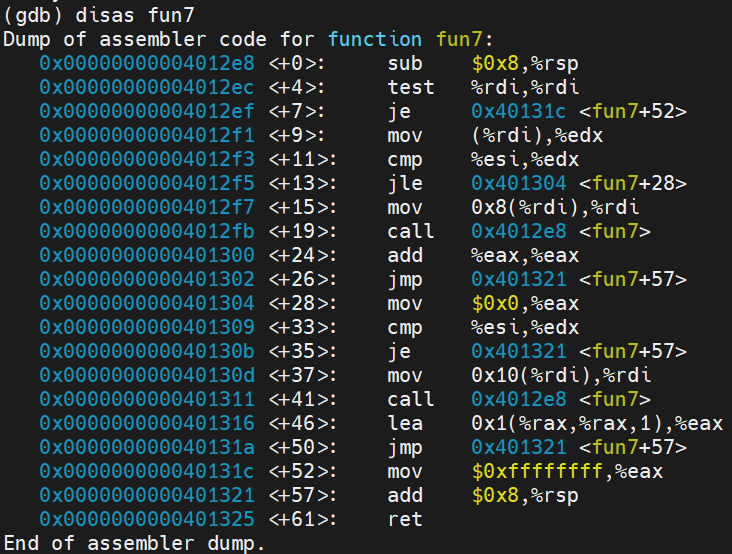 (gdb) disas fun7
Dump of assembler code for function fun7:
   0x00000000004012e8 <+0>:	sub    $0x8,%rsp
   0x00000000004012ec <+4>:	test   %rdi,%rdi
   0x00000000004012ef <+7>:	je     0x40131c <fun7+52>
   0x00000000004012f1 <+9>:	mov    (%rdi),%edx
   0x00000000004012f3 <+11>:	cmp    %esi,%edx
   0x00000000004012f5 <+13>:	jle    0x401304 <fun7+28>
   0x00000000004012f7 <+15>:	mov    0x8(%rdi),%rdi
   0x00000000004012fb <+19>:	call   0x4012e8 <fun7>
   0x0000000000401300 <+24>:	add    %eax,%eax
   0x0000000000401302 <+26>:	jmp    0x401321 <fun7+57>
   0x0000000000401304 <+28>:	mov    $0x0,%eax
   0x0000000000401309 <+33>:	cmp    %esi,%edx
   0x000000000040130b <+35>:	je     0x401321 <fun7+57>
   0x000000000040130d <+37>:	mov    0x10(%rdi),%rdi
   0x0000000000401311 <+41>:	call   0x4012e8 <fun7>
   0x0000000000401316 <+46>:	lea    0x1(%rax,%rax,1),%eax
   0x000000000040131a <+50>:	jmp    0x401321 <fun7+57>
   0x000000000040131c <+52>:	mov    $0xffffffff,%eax
   0x0000000000401321 <+57>:	add    $0x8,%rsp
   0x0000000000401325 <+61>:	ret
End of assembler dump.